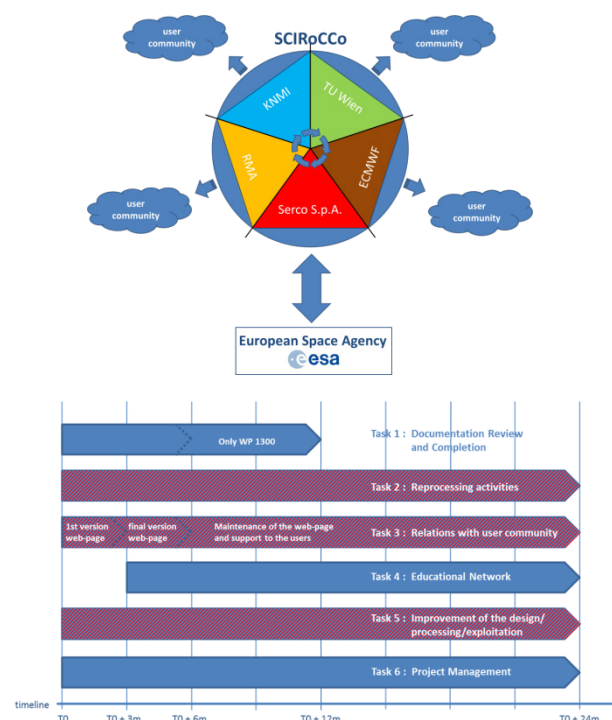 SCIRoCCo
user
community
user
community
KNMI
TU Wien
RMA
ECMWF
Serco S.p.A.
user
community
user
community
European Space Agency
esa
Only WP 1300
Task 1 : Documentation Review
and Completion
Task 2 : Reprocessing activities
1st version
web-page
final version
web-page
Maintenance of the web-page
and support to the users
Task 3 : Relations with user community
Task 4 : Educational Network
Task 5 : Improvement of the design/
processing/exploitation
Task 6 : Project Management
timeline
T0
T0 + 3m
T0 + 6m
T0 + 12m
T0 + 24m